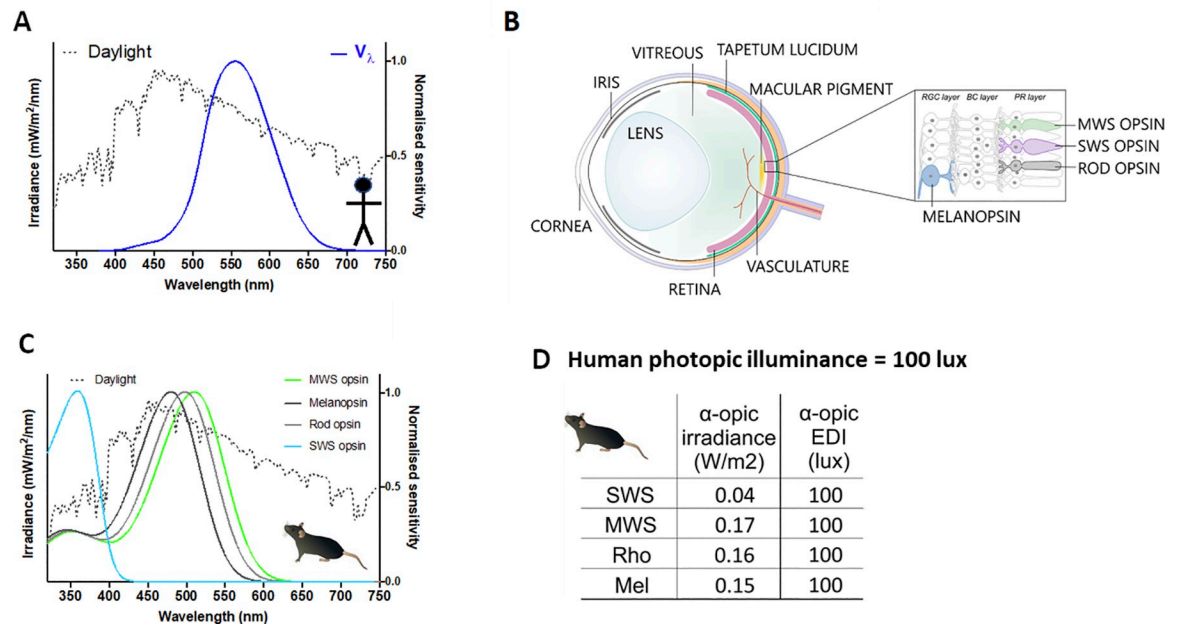 A
Daylight
Vλ
Irradiance (mW/m²/nm)
Normalised sensitivity
1.0
0.5
0.0
350 400 450 500 550 600 650 700 750
Wavelength (nm)
B
VITREOUS
TAPETUM LUCIDUM
IRIS
MACULAR PIGMENT
LENS
CORNEA
VASCULATURE
RETINA
RGC layer BC layer PR layer
MWS OPSIN
SWS OPSIN
ROD OPSIN
MELANOPSIN
C
Daylight
MWS opsin
Melanopsin
Rod opsin
SWS opsin
Irradiance (mW/m²/nm)
Normalised sensitivity
1.0
0.5
0.0
350 400 450 500 550 600 650 700 750
Wavelength (nm)
D Human photopic illuminance = 100 lux
α-opic α-opic
irradiance EDI
(W/m2) (lux)
SWS 0.04 100
MWS 0.17 100
Rho 0.16 100
Mel 0.15 100